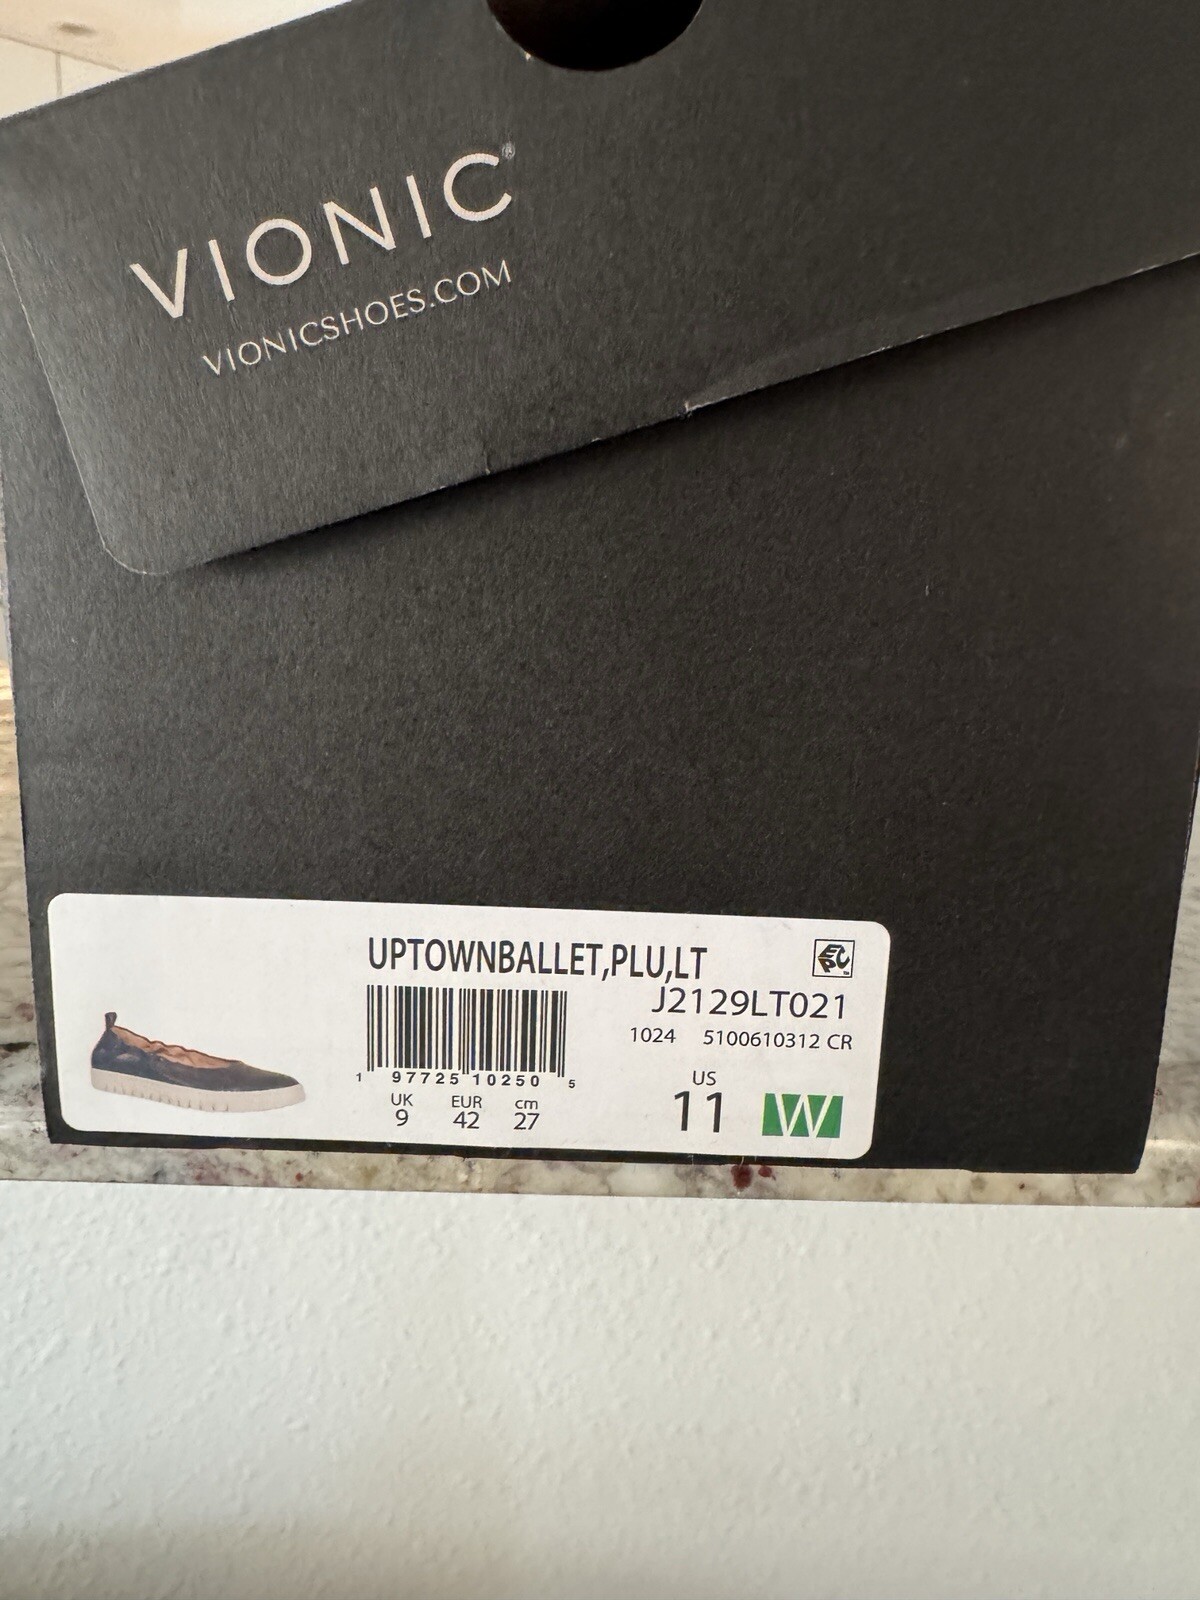 VIONIC®
VIONICSHOES.COM
UPTOWNBALLET,PLU,LT
EPC™
J2129LT021
1024 5100610312 CR
1 97725 10250 5
UK EUR cm
9 42 27
US
11 W